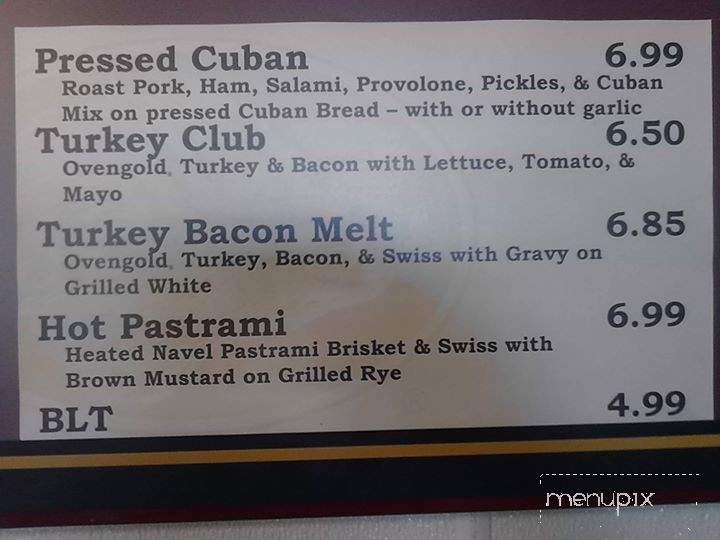 Pressed Cuban 6.99
Roast Pork, Ham, Salami, Provolone, Pickles, & Cuban
Mix on pressed Cuban Bread – with or without garlic
Turkey Club 6.50
Ovengold, Turkey & Bacon with Lettuce, Tomato, &
Mayo
Turkey Bacon Melt 6.85
Ovengold, Turkey, Bacon, & Swiss with Gravy on
Grilled White
Hot Pastrami 6.99
Heated Navel Pastrami Brisket & Swiss with
Brown Mustard on Grilled Rye
BLT 4.99
menupix